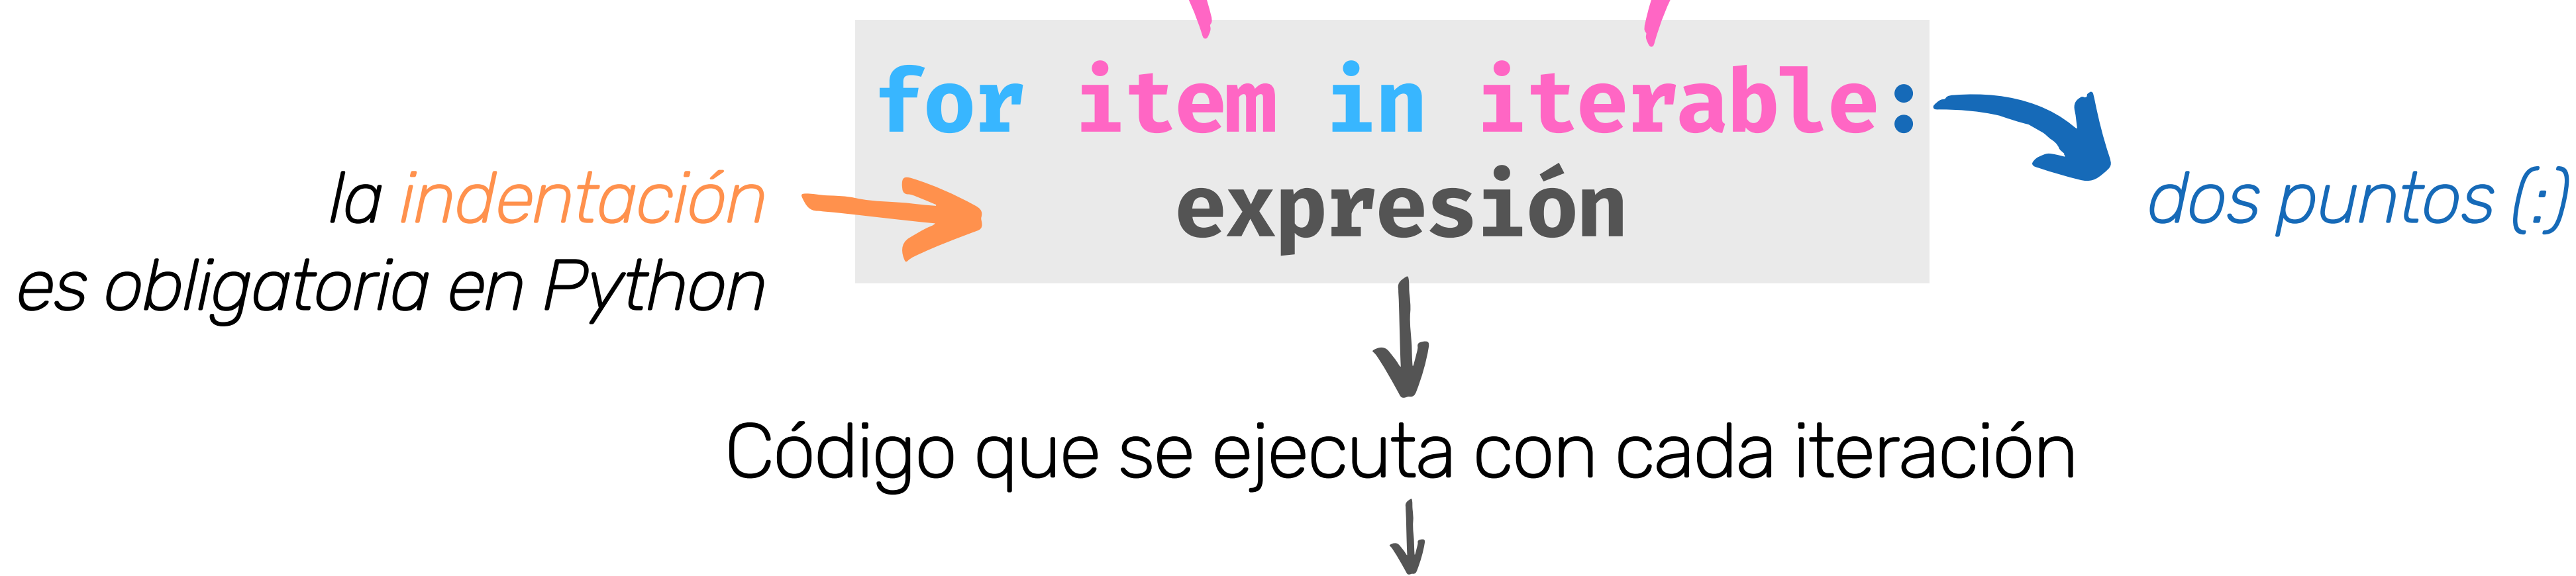 for item in iterable:
expresión
la indentación
es obligatoria en Python
dos puntos (:)
Código que se ejecuta con cada iteración